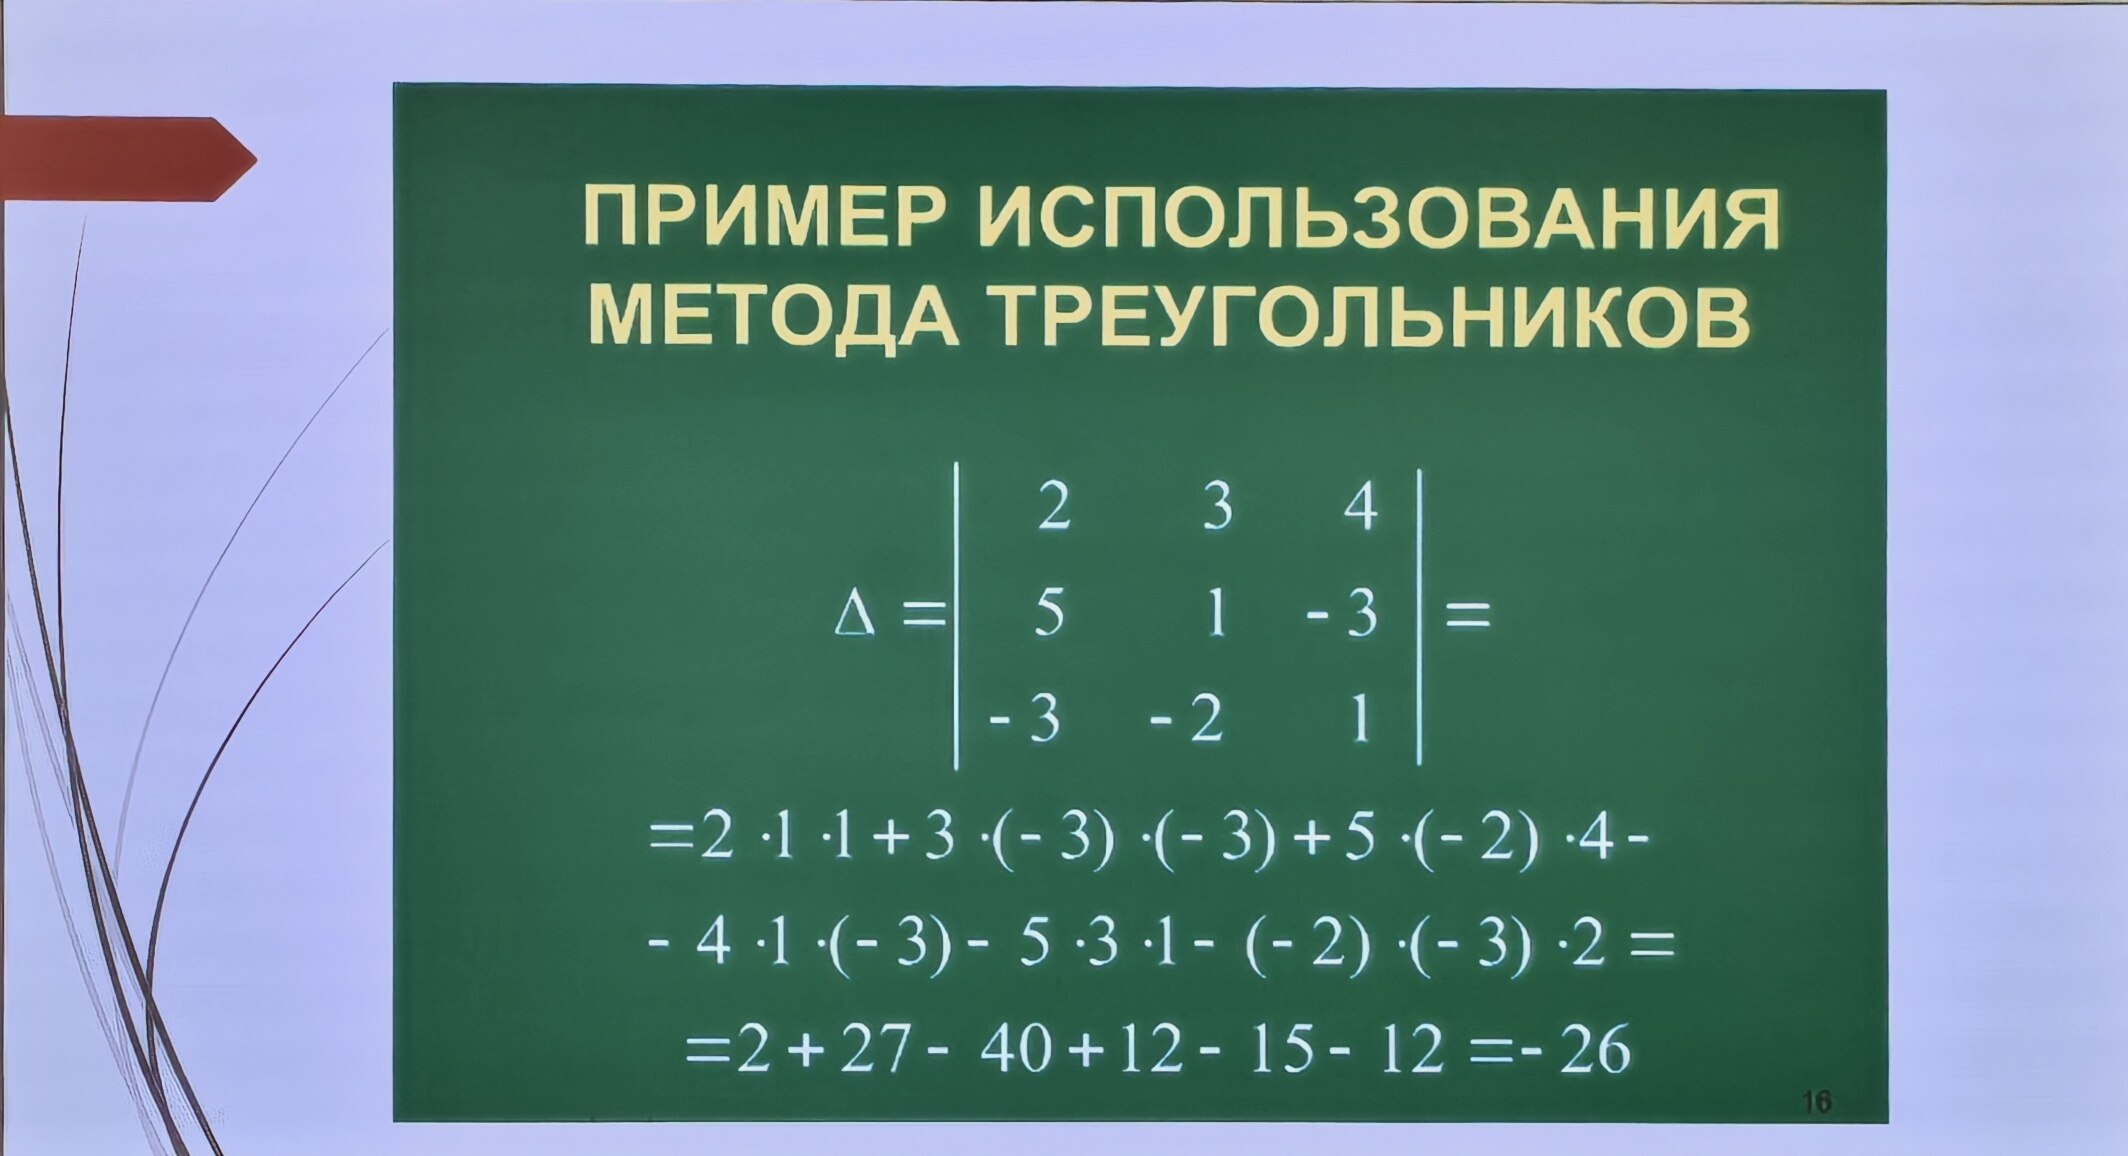 ПРИМЕР ИСПОЛЬЗОВАНИЯ
МЕТОДА ТРЕУГОЛЬНИКОВ
2 3 4
Δ = 5 1 - 3 =
- 3 - 2 1
=2 ·1 ·1 + 3 ·(- 3) ·(- 3) + 5 ·(- 2) ·4 -
- 4 ·1 ·(- 3) - 5 ·3 ·1 - (- 2) ·(- 3) ·2 =
=2 + 27 - 40 + 12 - 15 - 12 =- 26
16